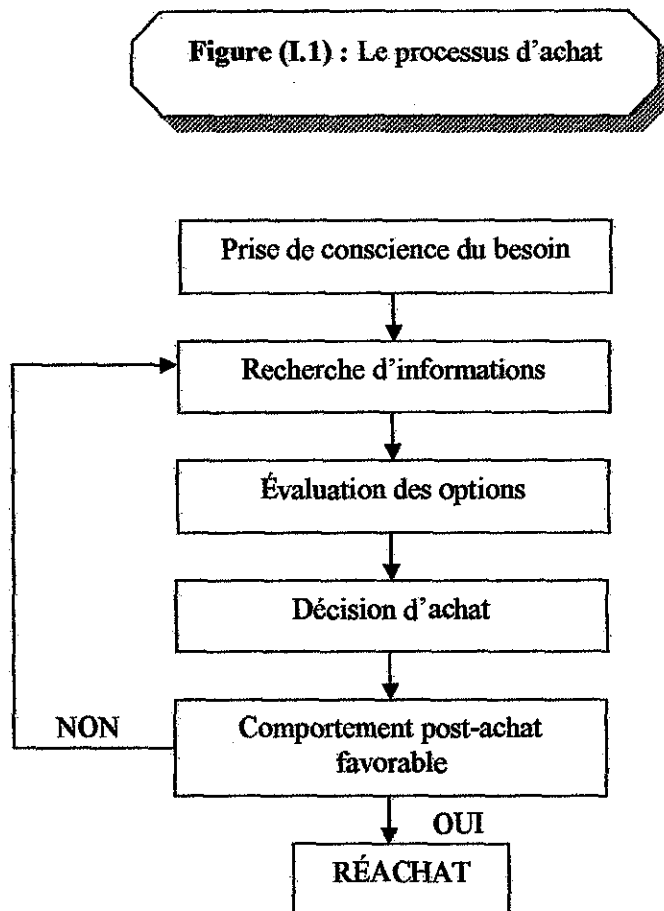 Figure (I.1) : Le processus d'achat
Prise de conscience du besoin
Recherche d'informations
Évaluation des options
Décision d'achat
NON
Comportement post-achat
favorable
OUI
RÉACHAT